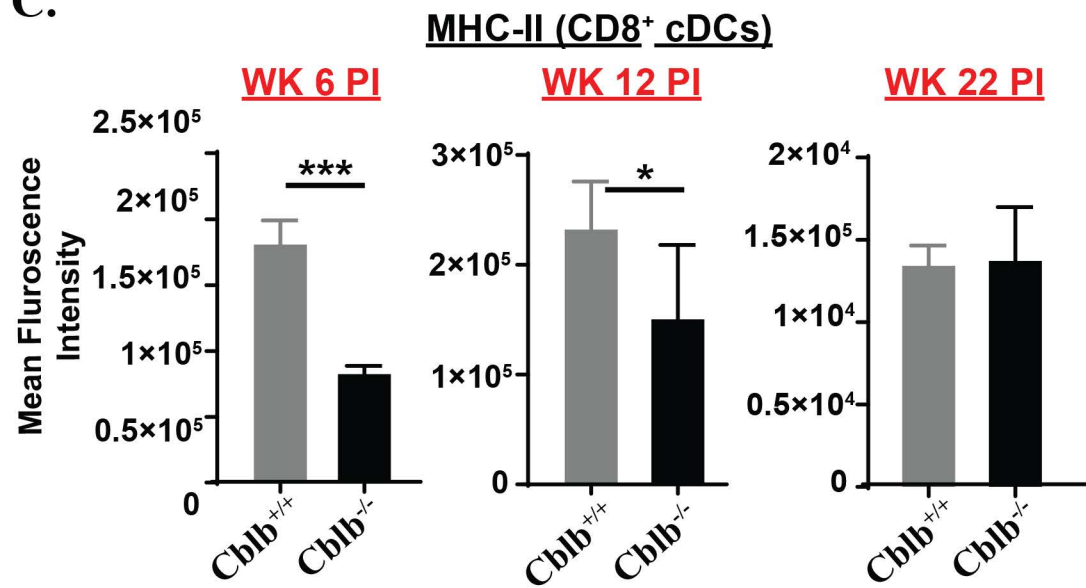 C.
MHC-II (CD8⁺ cDCs)
WK 6 PI
WK 12 PI
WK 22 PI
Mean Fluroscence
Intensity
2.5×10⁵
2×10⁵
1.5×10⁵
1×10⁵
0.5×10⁵
0
***
Cblb⁺/⁺
Cblb⁻/⁻
3×10⁵
2×10⁵
1×10⁵
0
*
Cblb⁺/⁺
Cblb⁻/⁻
2×10⁴
1.5×10⁵
1×10⁴
0.5×10⁴
0
Cblb⁺/⁺
Cblb⁻/⁻